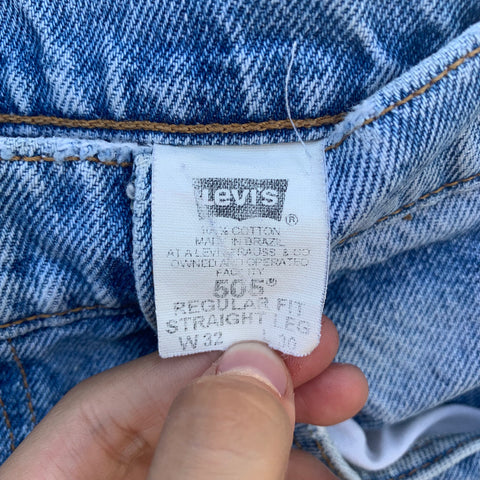 Levi's ®
% COTTON
MADE IN BRAZIL
AT A LEVI STRAUSS & CO
OWNED AND OPERATED
FACILITY
505®
REGULAR FIT
STRAIGHT LEG
W 32 L 30